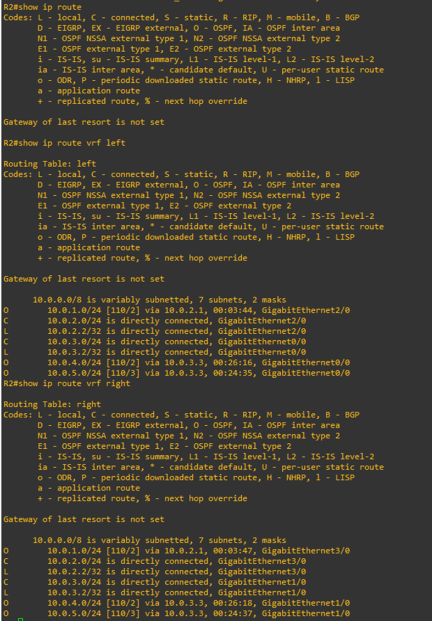 R2#show ip route
Codes: L - local, C - connected, S - static, R - RIP, M - mobile, B - BGP
D - EIGRP, EX - EIGRP external, O - OSPF, IA - OSPF inter area
N1 - OSPF NSSA external type 1, N2 - OSPF NSSA external type 2
E1 - OSPF external type 1, E2 - OSPF external type 2
i - IS-IS, su - IS-IS summary, L1 - IS-IS level-1, L2 - IS-IS level-2
ia - IS-IS inter area, * - candidate default, U - per-user static route
o - ODR, P - periodic downloaded static route, H - NHRP, l - LISP
a - application route
+ - replicated route, % - next hop override
Gateway of last resort is not set
R2#show ip route vrf left
Routing Table: left
Codes: L - local, C - connected, S - static, R - RIP, M - mobile, B - BGP
D - EIGRP, EX - EIGRP external, O - OSPF, IA - OSPF inter area
N1 - OSPF NSSA external type 1, N2 - OSPF NSSA external type 2
E1 - OSPF external type 1, E2 - OSPF external type 2
i - IS-IS, su - IS-IS summary, L1 - IS-IS level-1, L2 - IS-IS level-2
ia - IS-IS inter area, * - candidate default, U - per-user static route
o - ODR, P - periodic downloaded static route, H - NHRP, l - LISP
a - application route
+ - replicated route, % - next hop override
Gateway of last resort is not set
10.0.0.0/8 is variably subnetted, 7 subnets, 2 masks
O 10.0.1.0/24 [110/2] via 10.0.2.1, 00:03:44, GigabitEthernet2/0
C 10.0.2.0/24 is directly connected, GigabitEthernet2/0
L 10.0.2.2/32 is directly connected, GigabitEthernet2/0
C 10.0.3.0/24 is directly connected, GigabitEthernet0/0
L 10.0.3.2/32 is directly connected, GigabitEthernet0/0
O 10.0.4.0/24 [110/2] via 10.0.3.3, 00:26:16, GigabitEthernet0/0
O 10.0.5.0/24 [110/3] via 10.0.3.3, 00:24:35, GigabitEthernet0/0
R2#show ip route vrf right
Routing Table: right
Codes: L - local, C - connected, S - static, R - RIP, M - mobile, B - BGP
D - EIGRP, EX - EIGRP external, O - OSPF, IA - OSPF inter area
N1 - OSPF NSSA external type 1, N2 - OSPF NSSA external type 2
E1 - OSPF external type 1, E2 - OSPF external type 2
i - IS-IS, su - IS-IS summary, L1 - IS-IS level-1, L2 - IS-IS level-2
ia - IS-IS inter area, * - candidate default, U - per-user static route
o - ODR, P - periodic downloaded static route, H - NHRP, l - LISP
a - application route
+ - replicated route, % - next hop override
Gateway of last resort is not set
10.0.0.0/8 is variably subnetted, 7 subnets, 2 masks
O 10.0.1.0/24 [110/2] via 10.0.2.1, 00:03:47, GigabitEthernet3/0
C 10.0.2.0/24 is directly connected, GigabitEthernet3/0
L 10.0.2.2/32 is directly connected, GigabitEthernet3/0
C 10.0.3.0/24 is directly connected, GigabitEthernet1/0
L 10.0.3.2/32 is directly connected, GigabitEthernet1/0
O 10.0.4.0/24 [110/2] via 10.0.3.3, 00:26:18, GigabitEthernet1/0
O 10.0.5.0/24 [110/3] via 10.0.3.3, 00:24:37, GigabitEthernet1/0